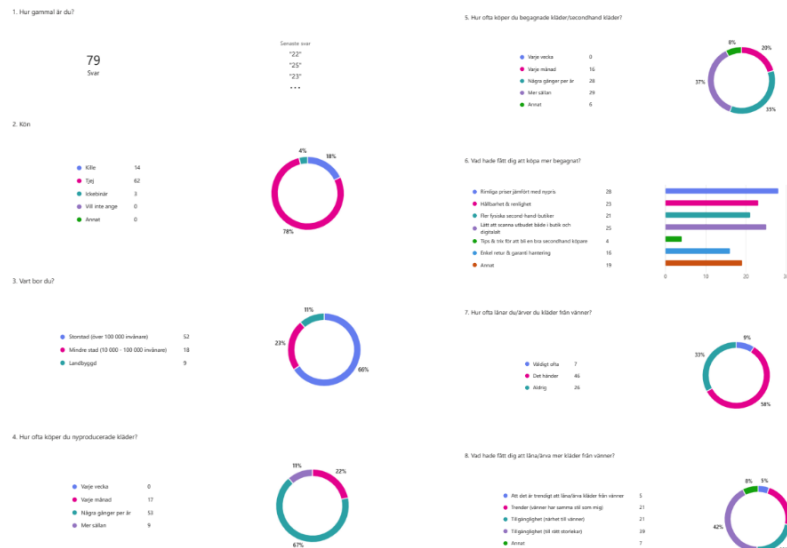 1. Hur gammal är du?
79
Svar
Senaste svar
"22"
"25"
"23"
...
2. Kön
Kille 14
Tjej 62
Ickebinär 3
Vill inte ange 0
Annat 0
4%
18%
78%
3. Vart bor du?
Storstad (över 100 000 invånare) 52
Mindre stad (10 000 - 100 000 invånare) 18
Landbygd 9
11%
23%
66%
4. Hur ofta köper du nyproducerade kläder?
Varje vecka 0
Varje månad 17
Några gånger per år 53
Mer sällan 9
11%
22%
67%
5. Hur ofta köper du begagnade kläder/secondhand kläder?
Varje vecka 0
Varje månad 16
Några gånger per år 28
Mer sällan 29
Annat 6
8%
20%
37%
35%
6. Vad hade fått dig att köpa mer begagnat?
Rimliga priser jämfört med nypris 28
Hållbarhet & renlighet 23
Fler fysiska second hand butiker 21
Lätt att scanna utbudet både i butik och
digitalt 25
Tips & trix för att bli en bra secondhand köpare 4
Enkel retur & garanti hantering 16
Annat 19
0 10 20
7. Hur ofta lånar du/ärver du kläder från vänner?
Väldigt ofta 7
Det händer 46
Aldrig 26
9%
33%
58%
8. Vad hade fått dig att låna/ärva mer kläder från vänner?
Att det är trendigt att låna/ärva kläder från vänner 5
Trender (vänner har samma stil som mig) 21
Tillgänglighet (närhet till vänner) 21
Tillgänglighet (till rätt storlekar)
Annat 7
8%
5%
42%